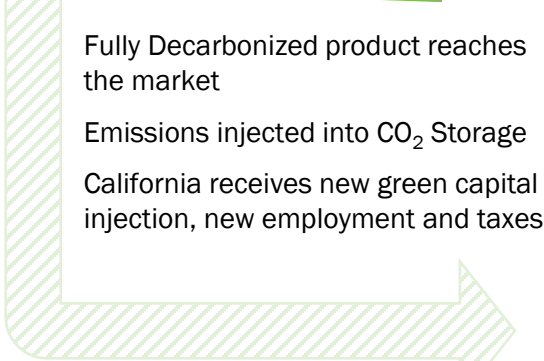 Fully Decarbonized product reaches
the market
Emissions injected into CO₂ Storage
California receives new green capital
injection, new employment and taxes